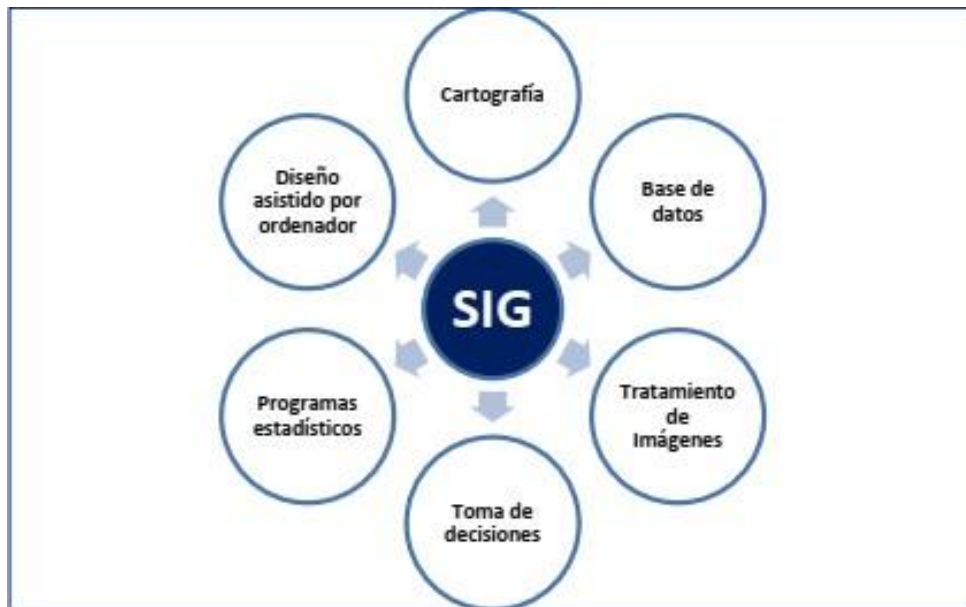 Cartografía
Base de
datos
Tratamiento
de
Imágenes
Toma de
decisiones
Programas
estadísticos
Diseño
asistido por
ordenador
SIG